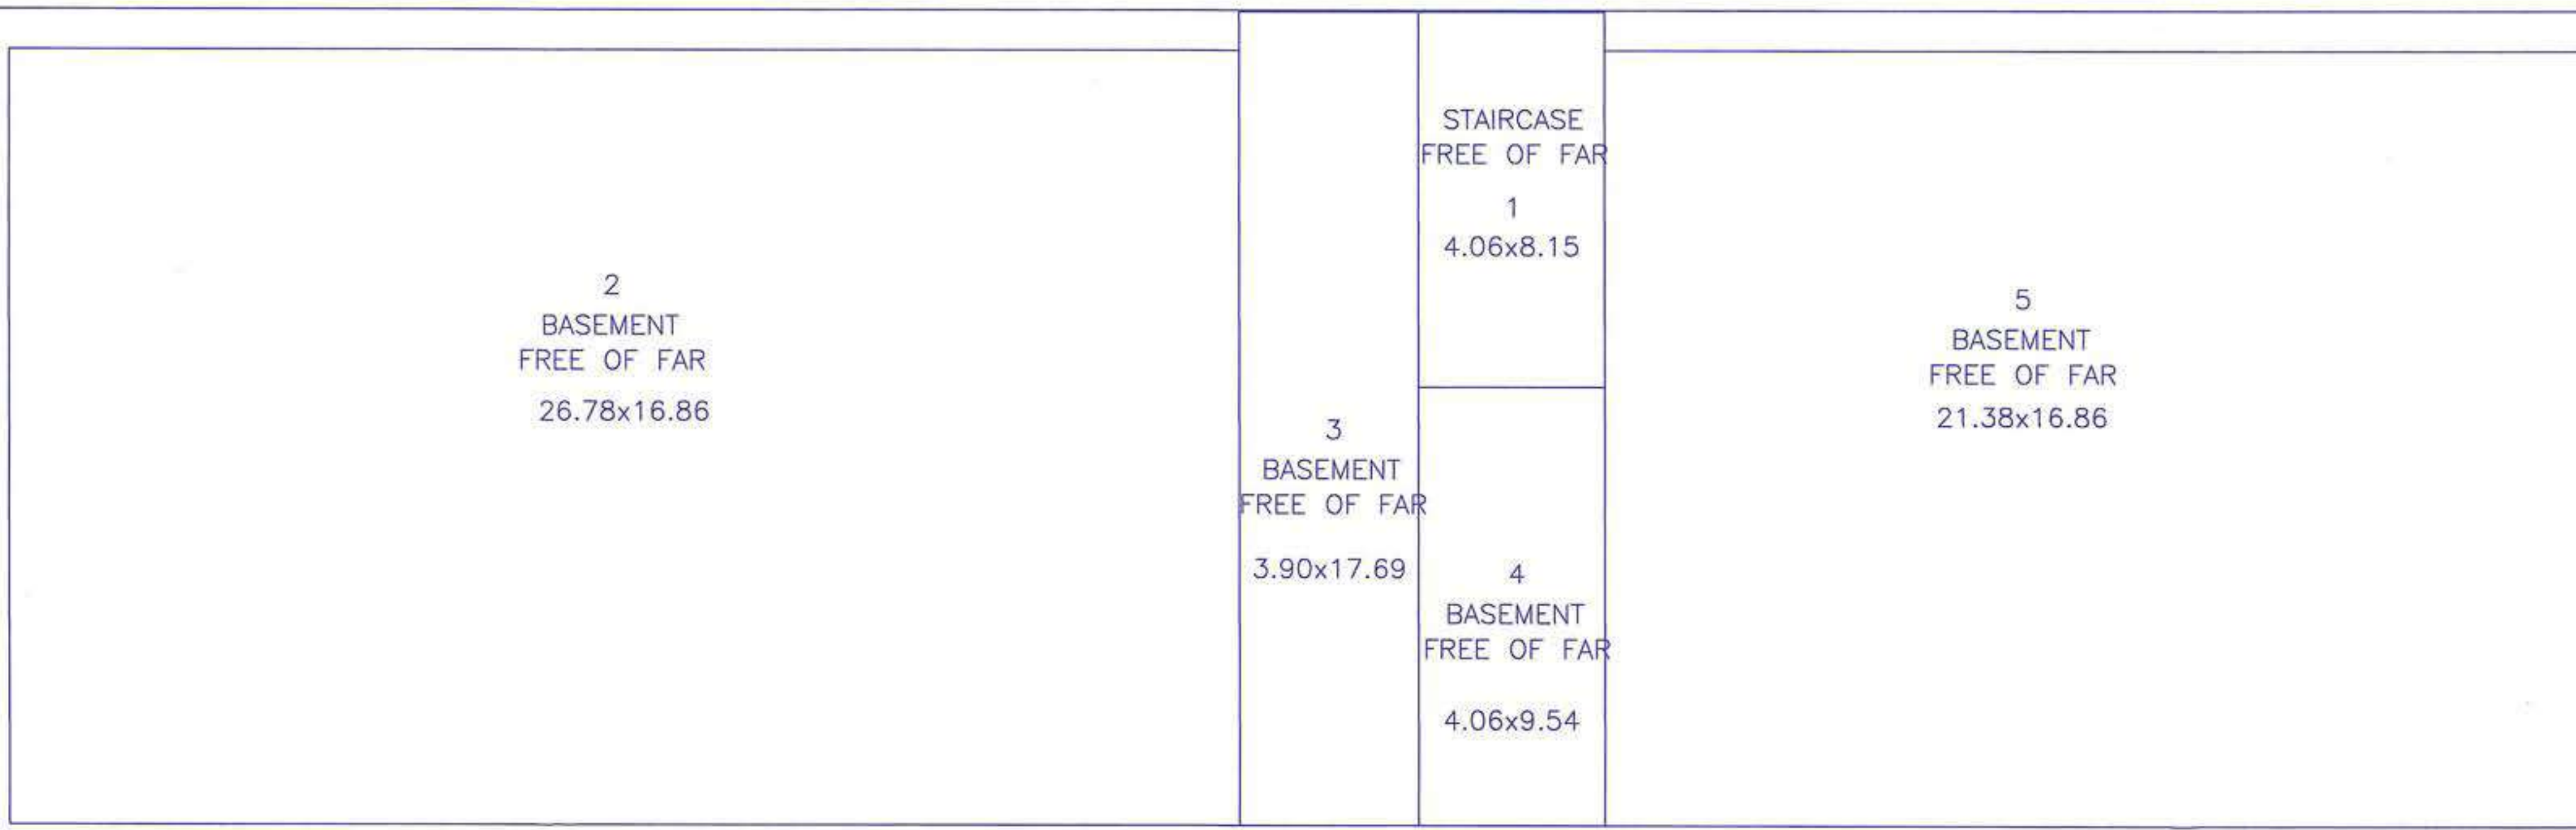 STAIRCASE
FREE OF FAR
1
4.06x8.15
2
BASEMENT
FREE OF FAR
26.78x16.86
3
BASEMENT
FREE OF FAR
3.90x17.69
4
BASEMENT
FREE OF FAR
4.06x9.54
5
BASEMENT
FREE OF FAR
21.38x16.86